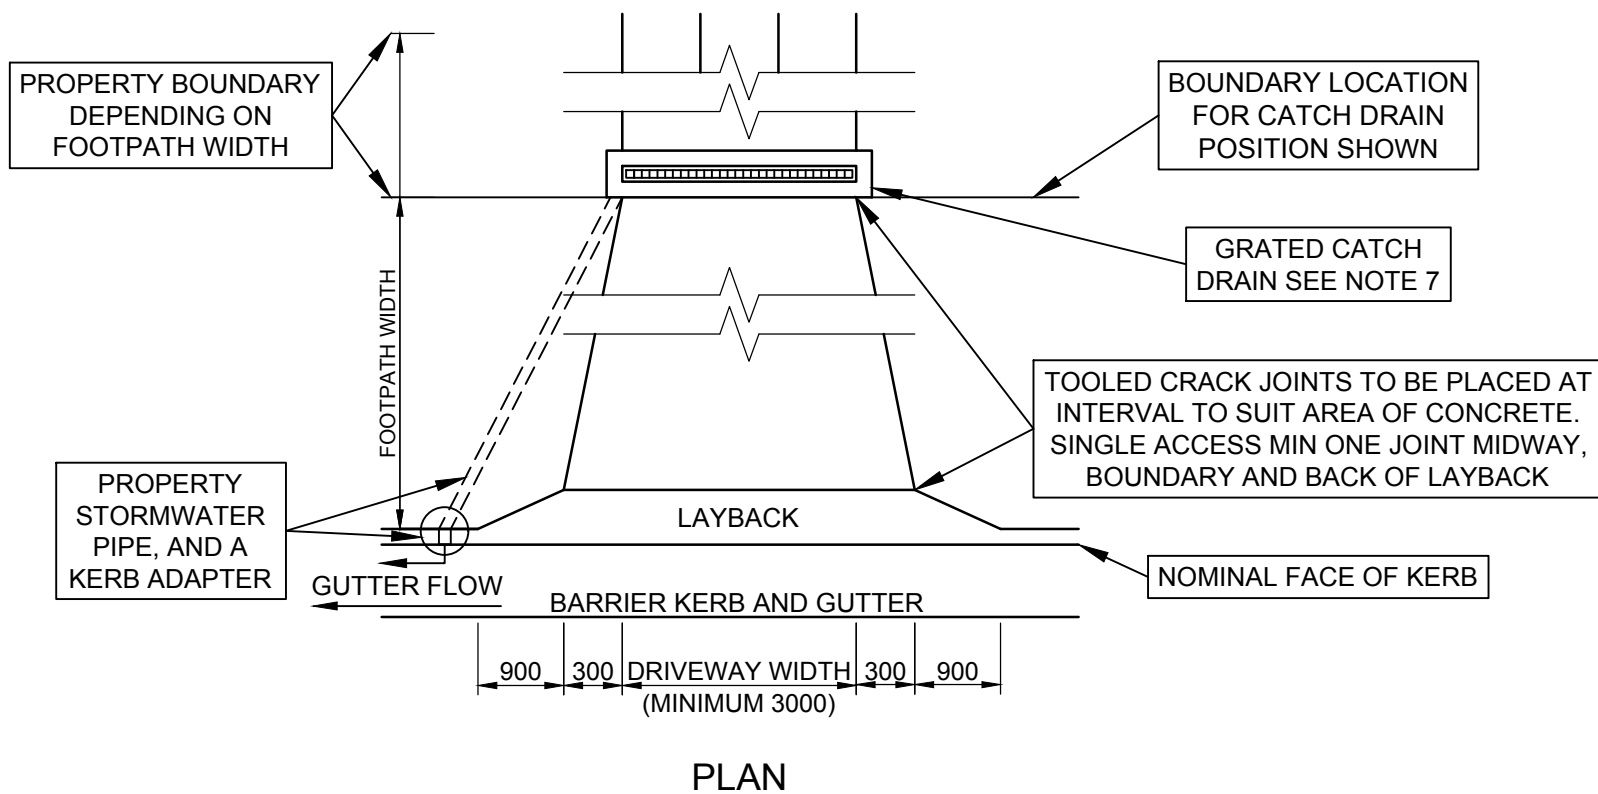 PROPERTY BOUNDARY
DEPENDING ON
FOOTPATH WIDTH
BOUNDARY LOCATION
FOR CATCH DRAIN
POSITION SHOWN
GRATED CATCH
DRAIN SEE NOTE 7
FOOTPATH WIDTH
TOOLED CRACK JOINTS TO BE PLACED AT
INTERVAL TO SUIT AREA OF CONCRETE.
SINGLE ACCESS MIN ONE JOINT MIDWAY,
BOUNDARY AND BACK OF LAYBACK
PROPERTY
STORMWATER
PIPE, AND A
KERB ADAPTER
LAYBACK
NOMINAL FACE OF KERB
GUTTER FLOW
BARRIER KERB AND GUTTER
900 300 DRIVEWAY WIDTH 300 900
(MINIMUM 3000)
PLAN